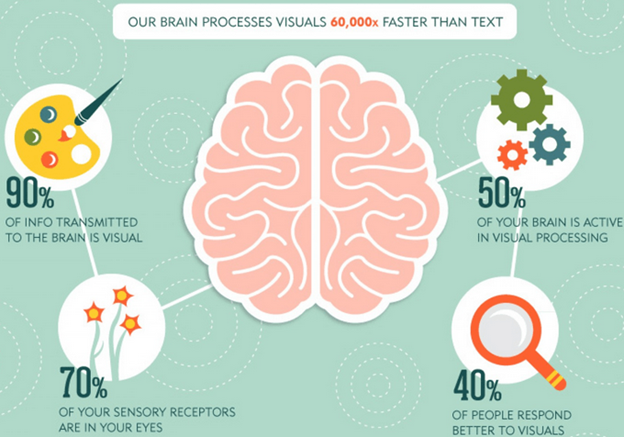 OUR BRAIN PROCESSES VISUALS 60,000x FASTER THAN TEXT
90%
OF INFO TRANSMITTED
TO THE BRAIN IS VISUAL
50%
OF YOUR BRAIN IS ACTIVE
IN VISUAL PROCESSING
70%
OF YOUR SENSORY RECEPTORS
ARE IN YOUR EYES
40%
OF PEOPLE RESPOND
BETTER TO VISUALS